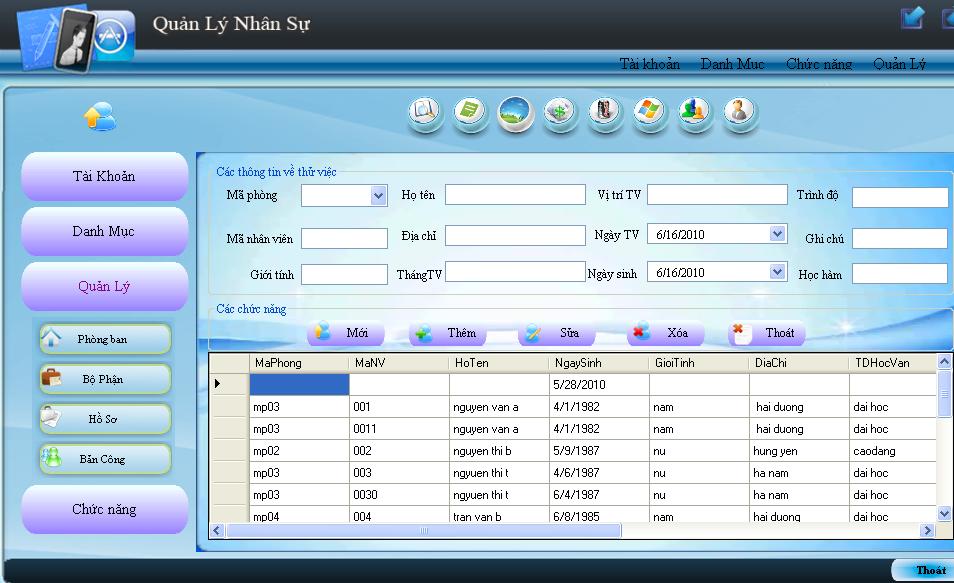 Quản Lý Nhân Sự
Tài khoản Danh Mục Chức năng Quản Lý
Tài Khoản
Danh Mục
Quản Lý
Phòng ban
Bộ Phận
Hồ Sơ
Bản Công
Chức năng
Các thông tin về thử việc
Mã phòng Họ tên Vị trí TV Trình độ
Mã nhân viên Địa chỉ Ngày TV 6/16/2010 Ghi chú
Giới tính ThángTV Ngày sinh 6/16/2010 Học hàm
Các chức năng
Mới Thêm Sửa Xóa Thoát
MaPhong MaNV HoTen NgaySinh GioiTinh DiaChi TDHocVan
5/28/2010
mp03 001 nguyen van a 4/1/1982 nam hai duong dai hoc
mp03 0011 nguyen van a 4/1/1982 nam hai duong dai hoc
mp02 002 nguyen thi b 5/9/1987 nu hung yen caodang
mp03 003 ngyuen thi t 4/6/1987 nu ha nam dai hoc
mp03 0030 ngyuen thi t 6/4/1987 nu ha nam dai hoc
mp04 004 tran van b 6/8/1985 nam hai duong dai hoc
Thoát